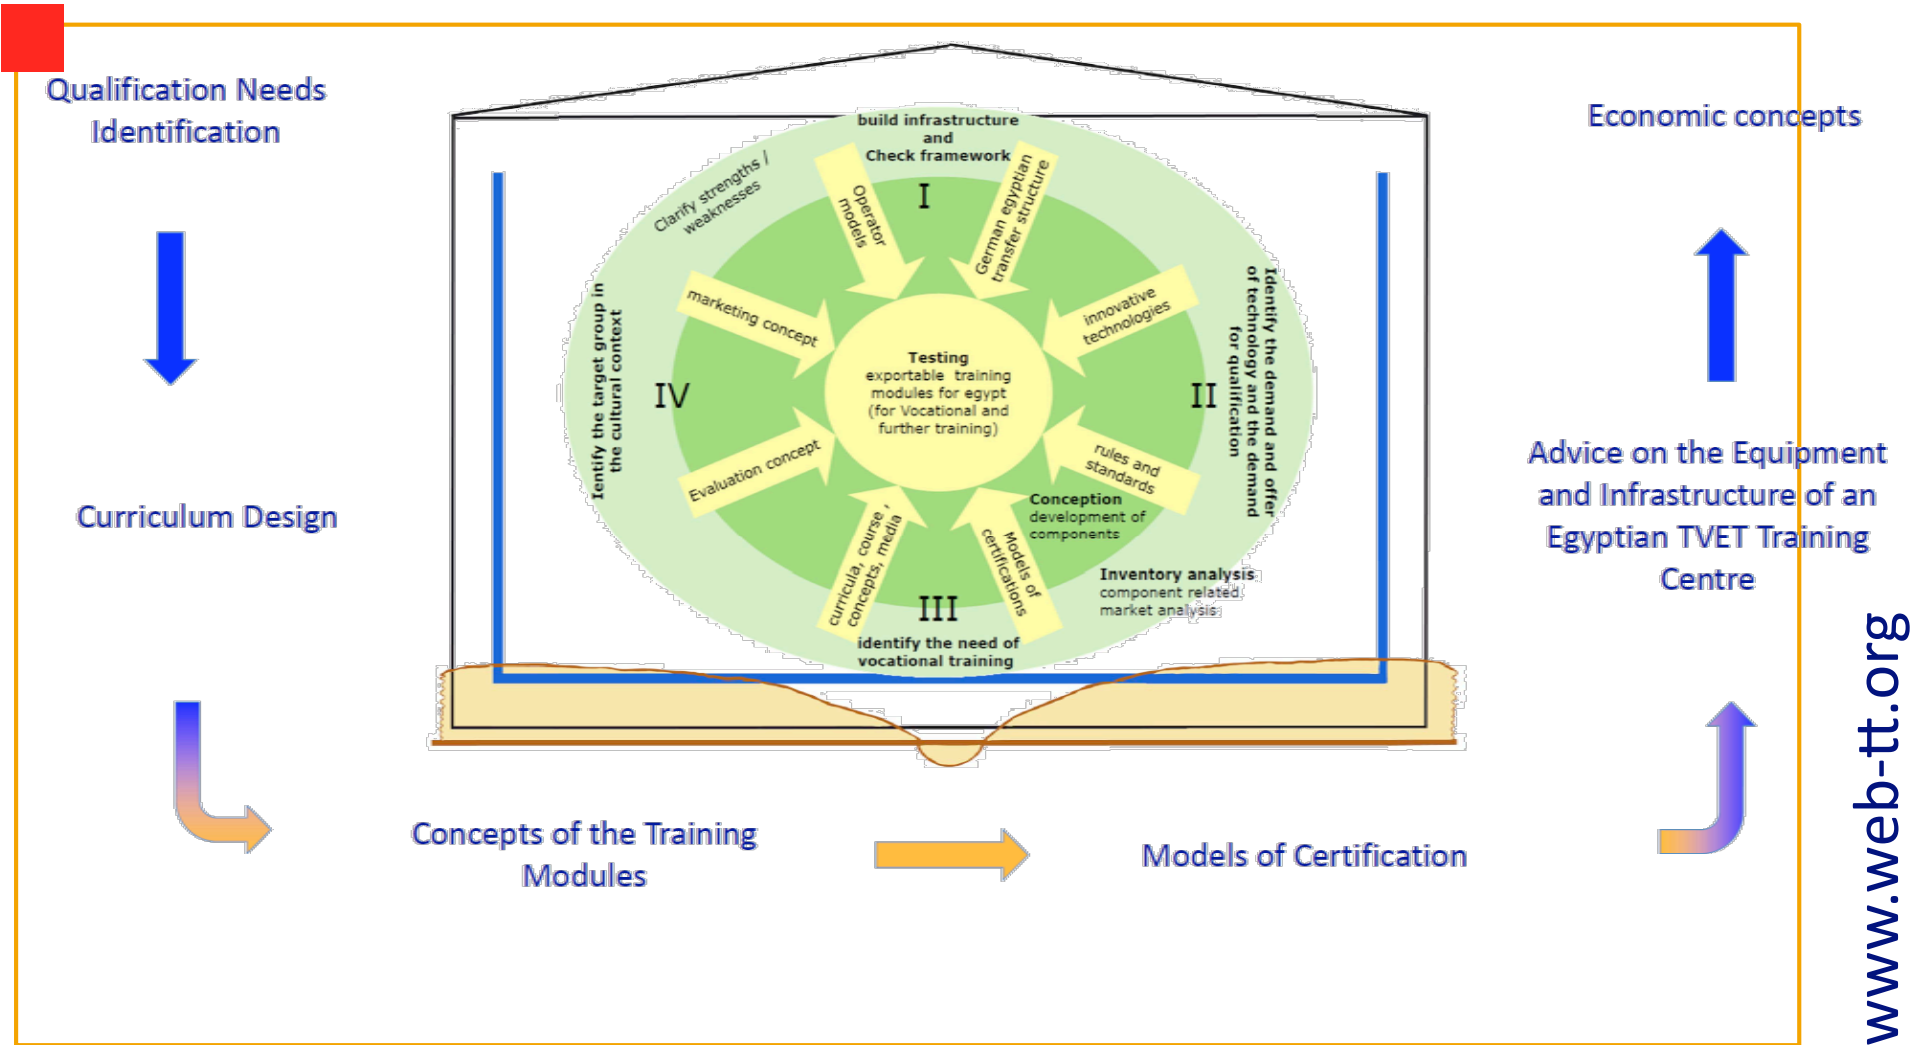 Qualification Needs
Identification
Curriculum Design
Concepts of the Training
Modules
Models of Certification
Advice on the Equipment
and Infrastructure of an
Egyptian TVET Training
Centre
Economic concepts
build infrastructure
and
Check framework
Clarify strengths /
weaknesses
I
Operator
models
German egyptian
transfer structure
marketing concept
innovative
technologies
Identify the demand and offer
of technology and the demand
for qualification
Ientify the target group in
the cultural context
IV
II
Testing
exportable training
modules for egypt
(for Vocational and
further training)
Evaluation concept
rules and
standards
Conception
development of
components
curricula, course ,
concepts, media
Models of
certifications
Inventory analysis
component related
market analysis
III
identify the need of
vocational training
www.web-tt.org